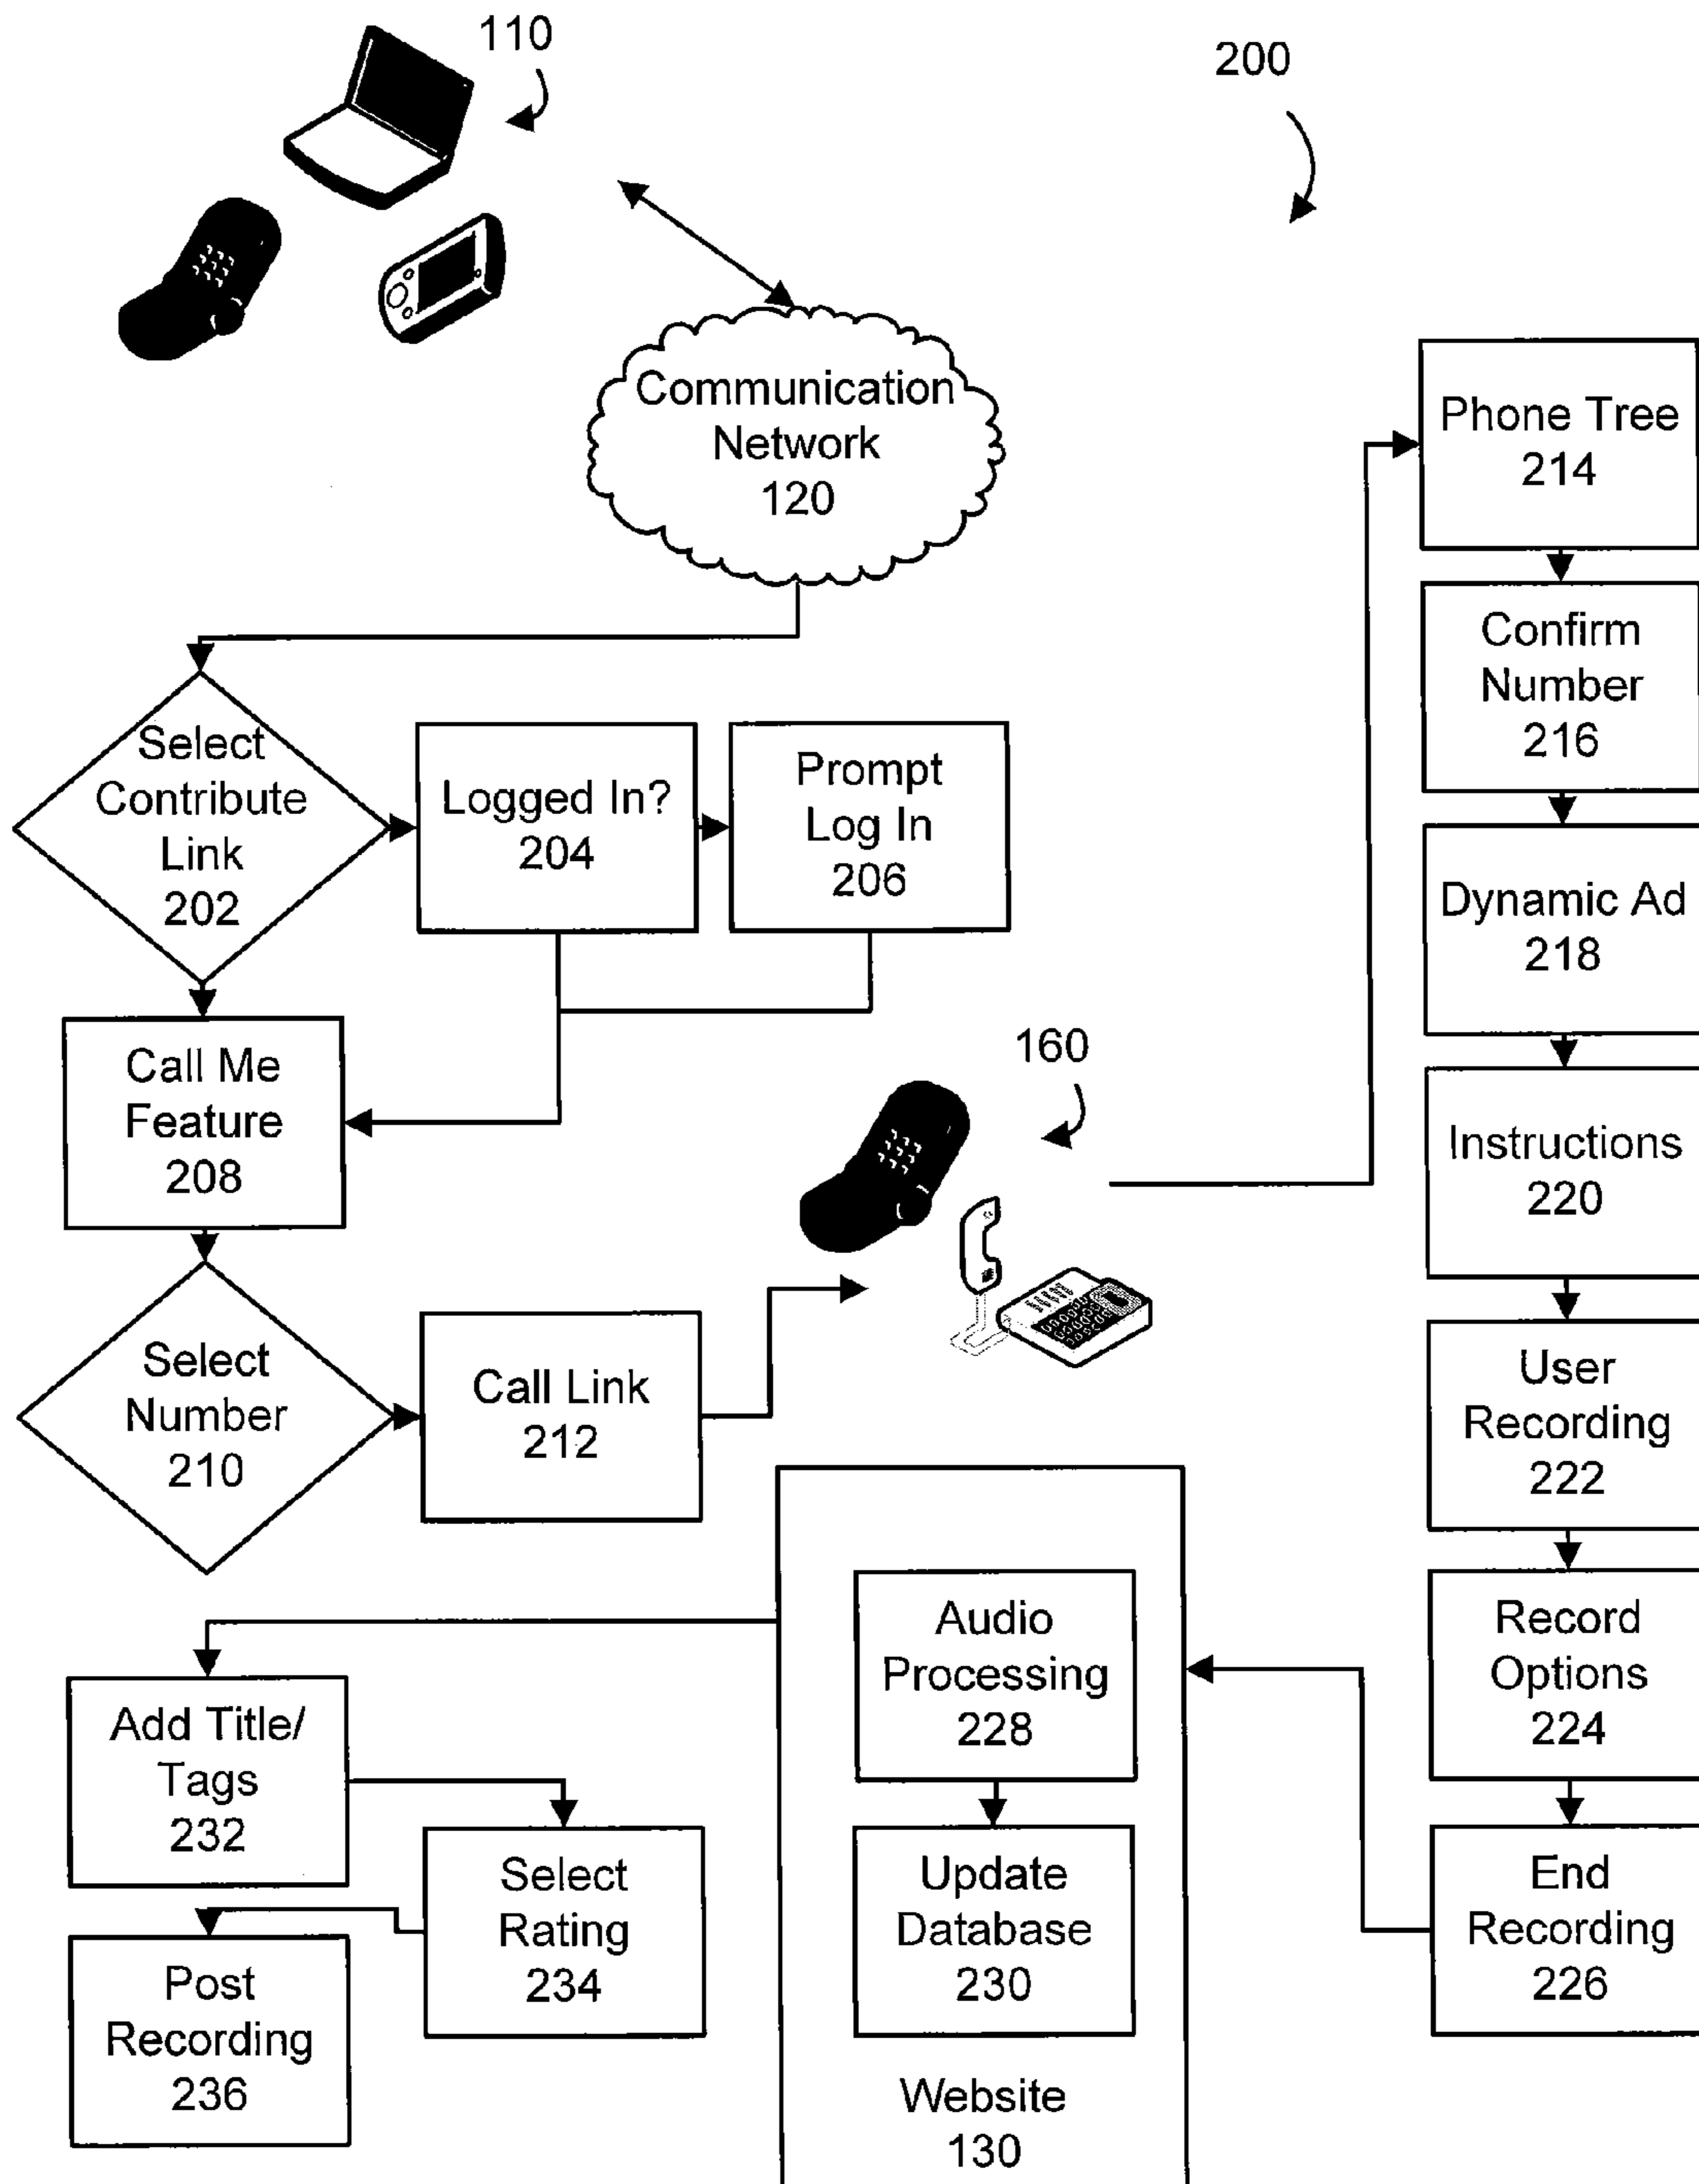 110
200
Communication
Network
120
Phone Tree
214
Confirm
Number
216
Select
Contribute
Link
202
Logged In?
204
Prompt
Log In
206
Dynamic Ad
218
Call Me
Feature
208
160
Instructions
220
Select
Number
210
Call Link
212
User
Recording
222
Audio
Processing
228
Record
Options
224
Add Title/
Tags
232
Select
Rating
234
Update
Database
230
End
Recording
226
Post
Recording
236
Website
130